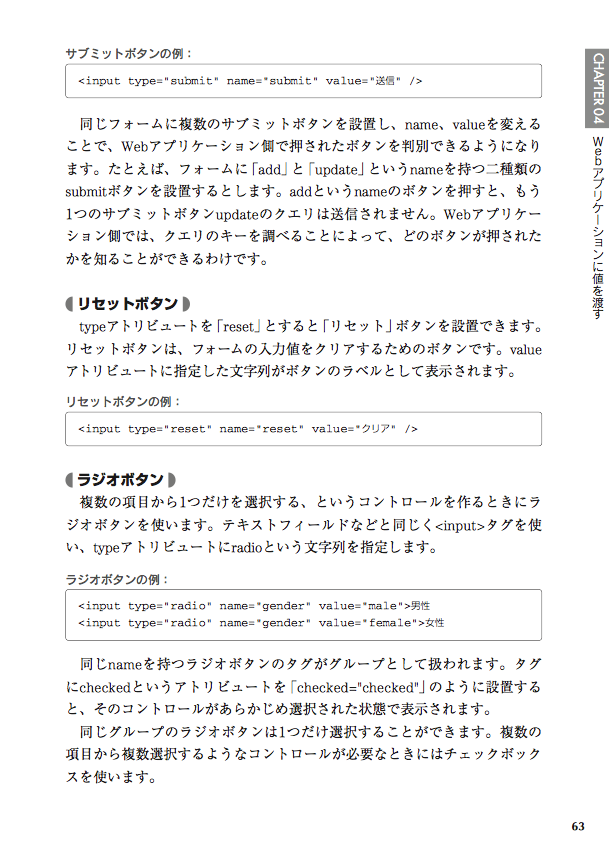 サブミットボタンの例：
<input type="submit" name="submit" value="送信" />
同じフォームに複数のサブミットボタンを設置し、name、valueを変える
ことで、Webアプリケーション側で押されたボタンを判別できるようになり
ます。たとえば、フォームに「add」と「update」というnameを持つ二種類の
submitボタンを設置するとします。addというnameのボタンを押すと、もう
1つのサブミットボタンupdateのクエリは送信されません。Webアプリケー
ション側では、クエリのキーを調べることによって、どのボタンが押された
かを知ることができるわけです。
リセットボタン
typeアトリビュートを「reset」とすると「リセット」ボタンを設置できます。
リセットボタンは、フォームの入力値をクリアするためのボタンです。value
アトリビュートに指定した文字列がボタンのラベルとして表示されます。
リセットボタンの例：
<input type="reset" name="reset" value="クリア" />
ラジオボタン
複数の項目から1つだけを選択する、というコントロールを作るときにラ
ジオボタンを使います。テキストフィールドなどと同じく<input>タグを使
い、typeアトリビュートにradioという文字列を指定します。
ラジオボタンの例：
<input type="radio" name="gender" value="male">男性
<input type="radio" name="gender" value="female">女性
同じnameを持つラジオボタンのタグがグループとして扱われます。タグ
にcheckedというアトリビュートを「checked="checked"」のように設置する
と、そのコントロールがあらかじめ選択された状態で表示されます。
同じグループのラジオボタンは1つだけ選択することができます。複数の
項目から複数選択するようなコントロールが必要なときにはチェックボック
スを使います。
CHAPTER 04
Webアプリケーションに値を渡す
63